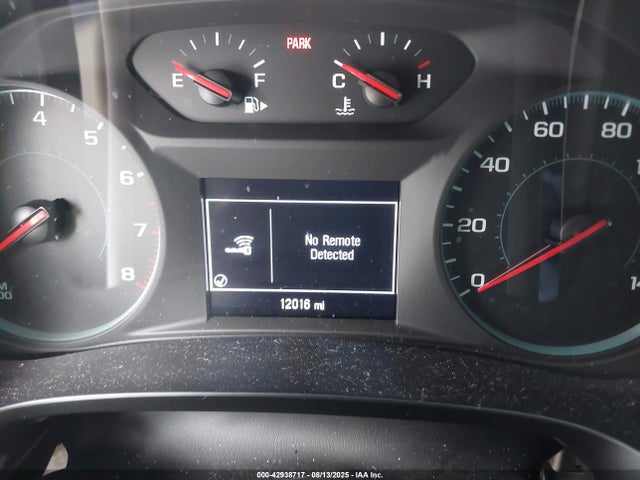 PARK
E F C H
4 5 6 7 8
No Remote
Detected
12016 mi
0 20 40 60 80
000-42938717 - 08/13/2025 - IAAI, Inc.